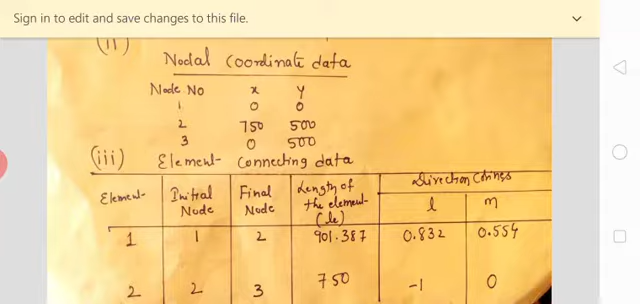 Sign in to edit and save changes to this file.
(ii)
Nodal Coordinate data
Node No x y
1 0 0
2 750 500
3 0 500
(iii) Element Connecting data
Element Initial Node Final Node Length of the element (le) Direction Cosines
l m
1 1 2 901.387 0.832 0.554
2 2 3 750 -1 0